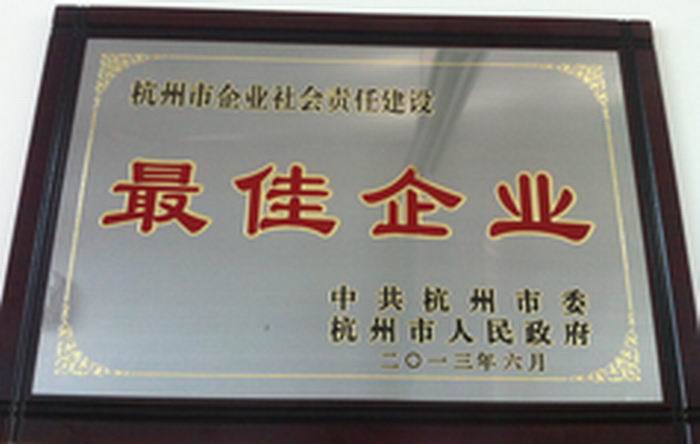 杭州市企业社会责任建设
最佳企业
中共杭州市委
杭州市人民政府
二〇一三年六月